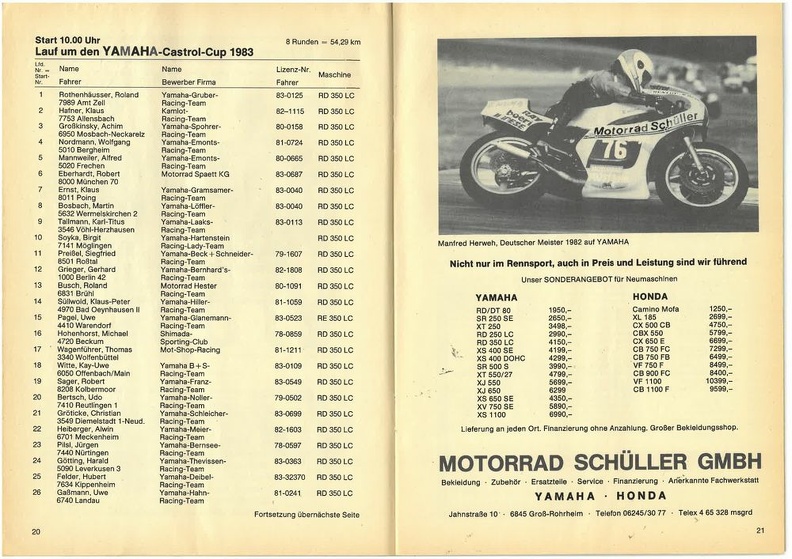 Start 10.00 Uhr
8 Runden = 54,29 km
Lauf um den YAMAHA-Castrol-Cup 1983
Lfd. Nr. = Start-Nr. Name Fahrer Name Bewerber Firma Lizenz-Nr. Fahrer Maschine
1 Rothenhäusser, Roland Yamaha-Gruber- 83-0125 RD 350 LC
7989 Amt Zell Racing-Team
2 Hafner, Klaus Kamlot- 82-1115 RD 350 LC
7753 Allensbach Racing-Team
3 Großkinsky, Achim Yamaha-Spohrer- 80-0158 RD 350 LC
6950 Mosbach-Neckarelz Racing-Team
4 Nordmann, Wolfgang Yamaha-Emonts- 81-0724 RD 350 LC
5010 Bergheim Racing-Team
5 Mannweiler, Alfred Yamaha-Emonts- 80-0665 RD 350 LC
5020 Frechen Racing-Team
6 Eberhardt, Robert Motorrad Spaett KG 83-0687 RD 350 LC
8000 München 70
7 Ernst, Klaus Yamaha-Gramsamer- 83-0040 RD 350 LC
8011 Poing Racing-Team
8 Bosbach, Martin Yamaha-Löffler- 83-0040 RD 350 LC
5632 Wermelskirchen 2 Racing-Team
9 Tallmann, Karl-Titus Yamaha-Laaks- 83-0113 RD 350 LC
3546 Vöhl-Herzhausen Racing-Team
10 Soyka, Birgit Yamaha-Hartenstein RD 350 LC
7141 Möglingen Racing-Lady-Team
11 Preißel, Siegfried Yamaha-Beck + Schneider- 79-1607 RD 350 LC
8501 Roßtal Racing-Team
12 Grieger, Gerhard Yamaha-Bernhard's- 82-1808 RD 350 LC
1000 Berlin 42 Racing-Team
13 Busch, Roland Motorrad Hester 80-1091 RD 350 LC
6831 Brühl Racing-Team
14 Süllwold, Klaus-Peter Yamaha-Hiller- 81-1059 RD 350 LC
4970 Bad Oeynhausen II Racing-Team
15 Pagel, Uwe Yamaha-Glanemann- 83-0523 RE 350 LC
4410 Warendorf Racing-Team
16 Hohenhorst, Michael Shimada- 78-0859 RD 350 LC
4720 Beckum Sporting-Club
17 Wagenführer, Thomas Mot-Shop-Racing 81-1211 RD 350 LC
3340 Wolfenbüttel
18 Witte, Kay-Uwe Yamaha B + S- 83-0109 RD 350 LC
6050 Offenbach/Main Racing-Team
19 Sager, Robert Yamaha-Franz- 83-0549 RD 350 LC
8208 Kolbermoor Racing-Team
20 Bertsch, Udo Yamaha-Noller- 79-0502 RD 350 LC
7410 Reutlingen 1 Racing-Team
21 Gröticke, Christian Yamaha-Schleicher- 83-0699 RD 350 LC
3549 Diemelstadt 1-Neud. Racing-Team
22 Heiberger, Alwin Yamaha-Meier- 82-1603 RD 350 LC
6701 Meckenheim Racing-Team
23 Pilsl, Jürgen Yamaha-Bernsee- 78-0597 RD 350 LC
7440 Nürtingen Racing-Team
24 Götting, Harald Yamaha-Thevissen- 83-0363 RD 350 LC
5090 Leverkusen 3 Racing-Team
25 Felder, Hubert Yamaha-Deibel- 83-32370 RD 350 LC
7634 Kippenheim Racing-Team
26 Gaßmann, Uwe Yamaha-Hahn- 81-0241 RD 350 LC
6740 Landau Racing-Team
Fortsetzung übernächste Seite
20
Motorrad Schüller
76
Manfred Herweh, Deutscher Meister 1982 auf YAMAHA
Nicht nur im Rennsport, auch in Preis und Leistung sind wir führend
Unser SONDERANGEBOT für Neumaschinen
YAMAHA
RD/DT 80 1950,–
SR 250 SE 2650,–
XT 250 3498,–
RD 250 LC 2990,–
RD 350 LC 4150,–
XS 400 SE 4199,–
XS 400 DOHC 4299,–
SR 500 S 3990,–
XT 550/27 4799,–
XJ 550 5699,–
XJ 650 6299
XS 650 SE 4350,–
XV 750 SE 5890,–
XS 1100 6990,–
HONDA
Camino Mofa 1250,–
XL 185 2699,–
CX 500 CB 4750,–
CBX 550 5799,–
CX 650 E 6699,–
CB 750 FC 7299,–
CB 750 FB 6499,–
VF 750 F 8499,–
CB 900 FC 8400,–
VF 1100 10399,–
CB 1100 F 9599,–
Lieferung an jeden Ort. Finanzierung ohne Anzahlung. Großer Bekleidungsshop.
MOTORRAD SCHÜLLER GMBH
Bekleidung · Zubehör · Ersatzteile · Service · Finanzierung · Anerkannte Fachwerkstatt
YAMAHA · HONDA
Jahnstraße 10 · 6845 Groß-Rohrheim · Telefon 06245/30 77 · Telex 4 65 328 msgrd
21